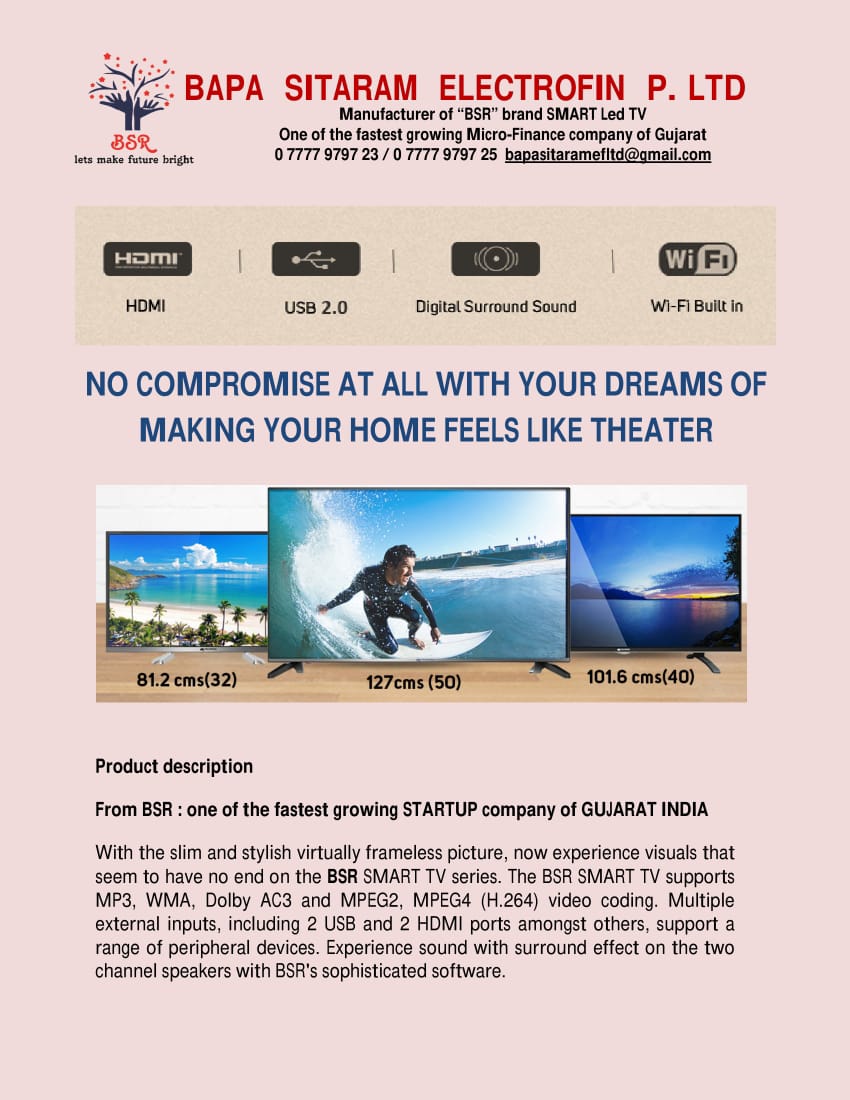 BAPA SITARAM ELECTROFIN P. LTD
Manufacturer of “BSR” brand SMART Led TV
One of the fastest growing Micro-Finance company of Gujarat
0 7777 9797 23 / 0 7777 9797 25 bapasitaramefltd@gmail.com
BSR
lets make future bright
HDMI
USB 2.0
Digital Surround Sound
Wi-Fi Built in
HDMI
Wi Fi
NO COMPROMISE AT ALL WITH YOUR DREAMS OF
MAKING YOUR HOME FEELS LIKE THEATER
81.2 cms(32)
127cms (50)
101.6 cms(40)
Product description
From BSR : one of the fastest growing STARTUP company of GUJARAT INDIA
With the slim and stylish virtually frameless picture, now experience visuals that
seem to have no end on the BSR SMART TV series. The BSR SMART TV supports
MP3, WMA, Dolby AC3 and MPEG2, MPEG4 (H.264) video coding. Multiple
external inputs, including 2 USB and 2 HDMI ports amongst others, support a
range of peripheral devices. Experience sound with surround effect on the two
channel speakers with BSR's sophisticated software.